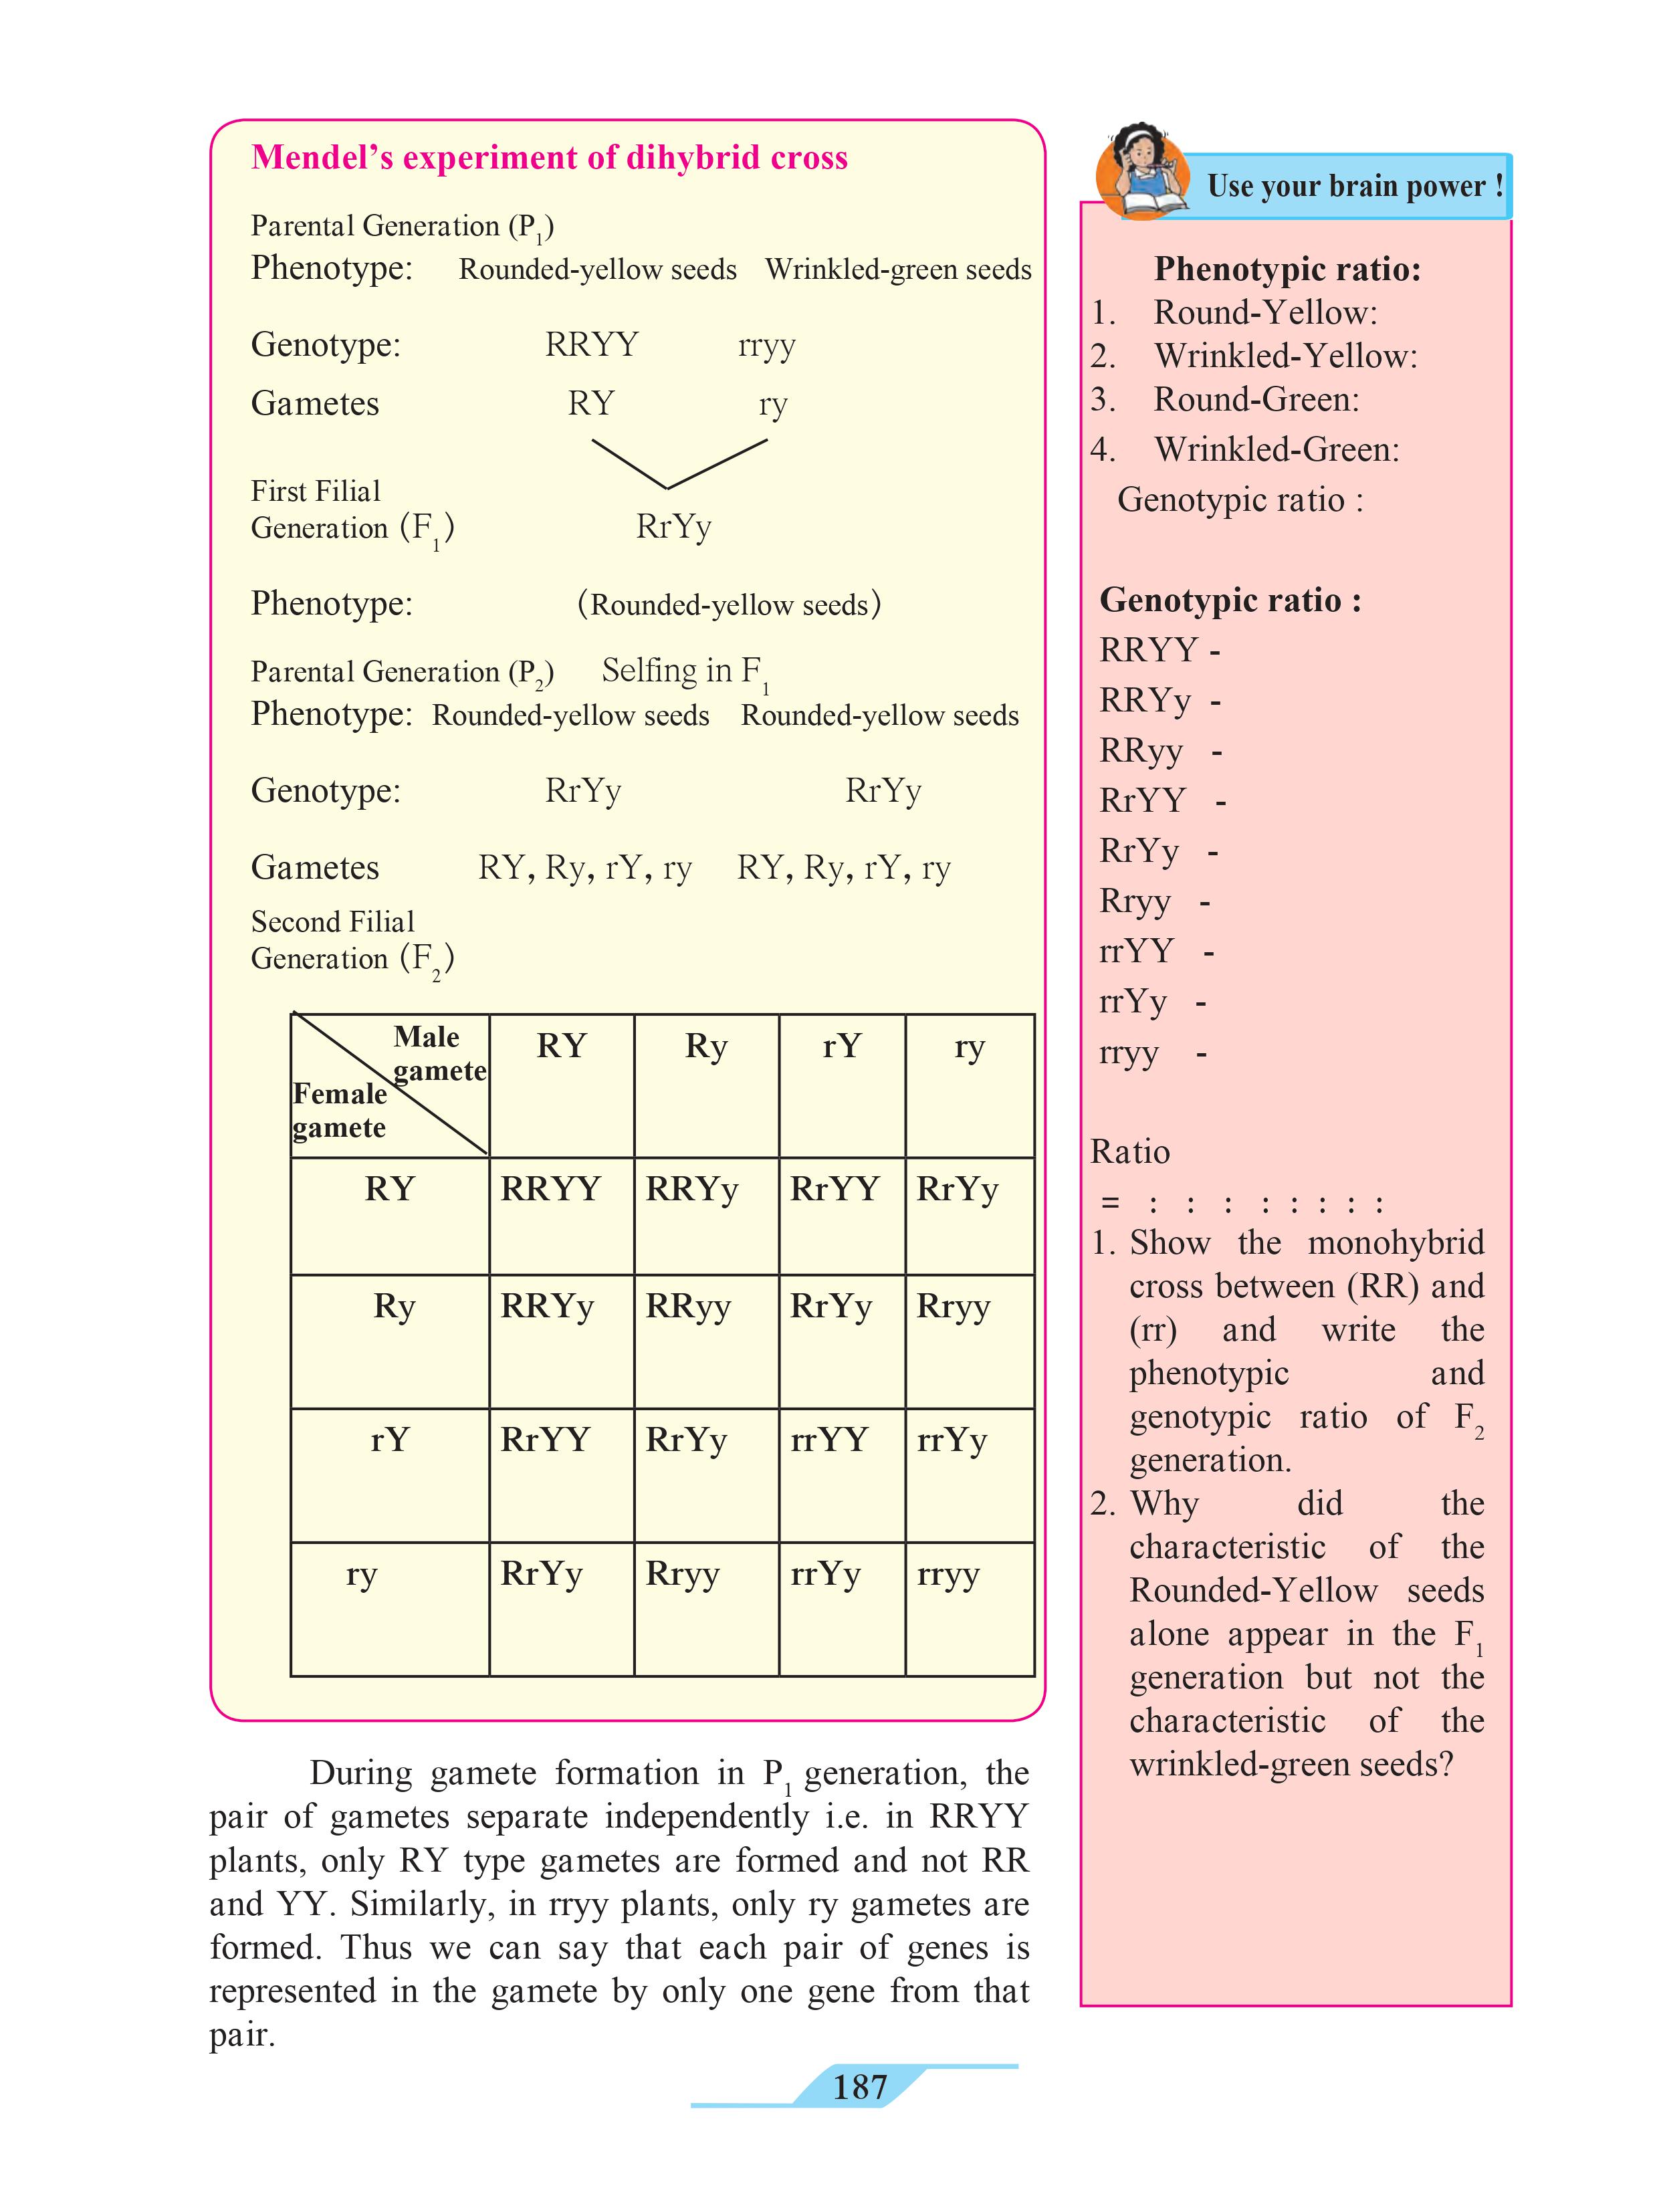 Mendel’s experiment of dihybrid cross
Parental Generation (P1)
Phenotype: Rounded-yellow seeds Wrinkled-green seeds
Genotype: RRYY rryy
Gametes RY ry
First Filial
Generation (F1) RrYy
Phenotype: (Rounded-yellow seeds)
Parental Generation (P2) Selfing in F1
Phenotype: Rounded-yellow seeds Rounded-yellow seeds
Genotype: RrYy RrYy
Gametes RY, Ry, rY, ry RY, Ry, rY, ry
Second Filial
Generation (F2)
Male
gamete
Female
gamete
RY Ry rY ry
RY RRYY RRYy RrYY RrYy
Ry RRYy RRyy RrYy Rryy
rY RrYY RrYy rrYY rrYy
ry RrYy Rryy rrYy rryy
During gamete formation in P1 generation, the
pair of gametes separate independently i.e. in RRYY
plants, only RY type gametes are formed and not RR
and YY. Similarly, in rryy plants, only ry gametes are
formed. Thus we can say that each pair of genes is
represented in the gamete by only one gene from that
pair.
Use your brain power !
Phenotypic ratio:
1. Round-Yellow:
2. Wrinkled-Yellow:
3. Round-Green:
4. Wrinkled-Green:
Genotypic ratio :
Genotypic ratio :
RRYY -
RRYy -
RRyy -
RrYY -
RrYy -
Rryy -
rrYY -
rrYy -
rryy -
Ratio
= : : : : : : : :
1. Show the monohybrid
cross between (RR) and
(rr) and write the
phenotypic and
genotypic ratio of F2
generation.
2. Why did the
characteristic of the
Rounded-Yellow seeds
alone appear in the F1
generation but not the
characteristic of the
wrinkled-green seeds?
187